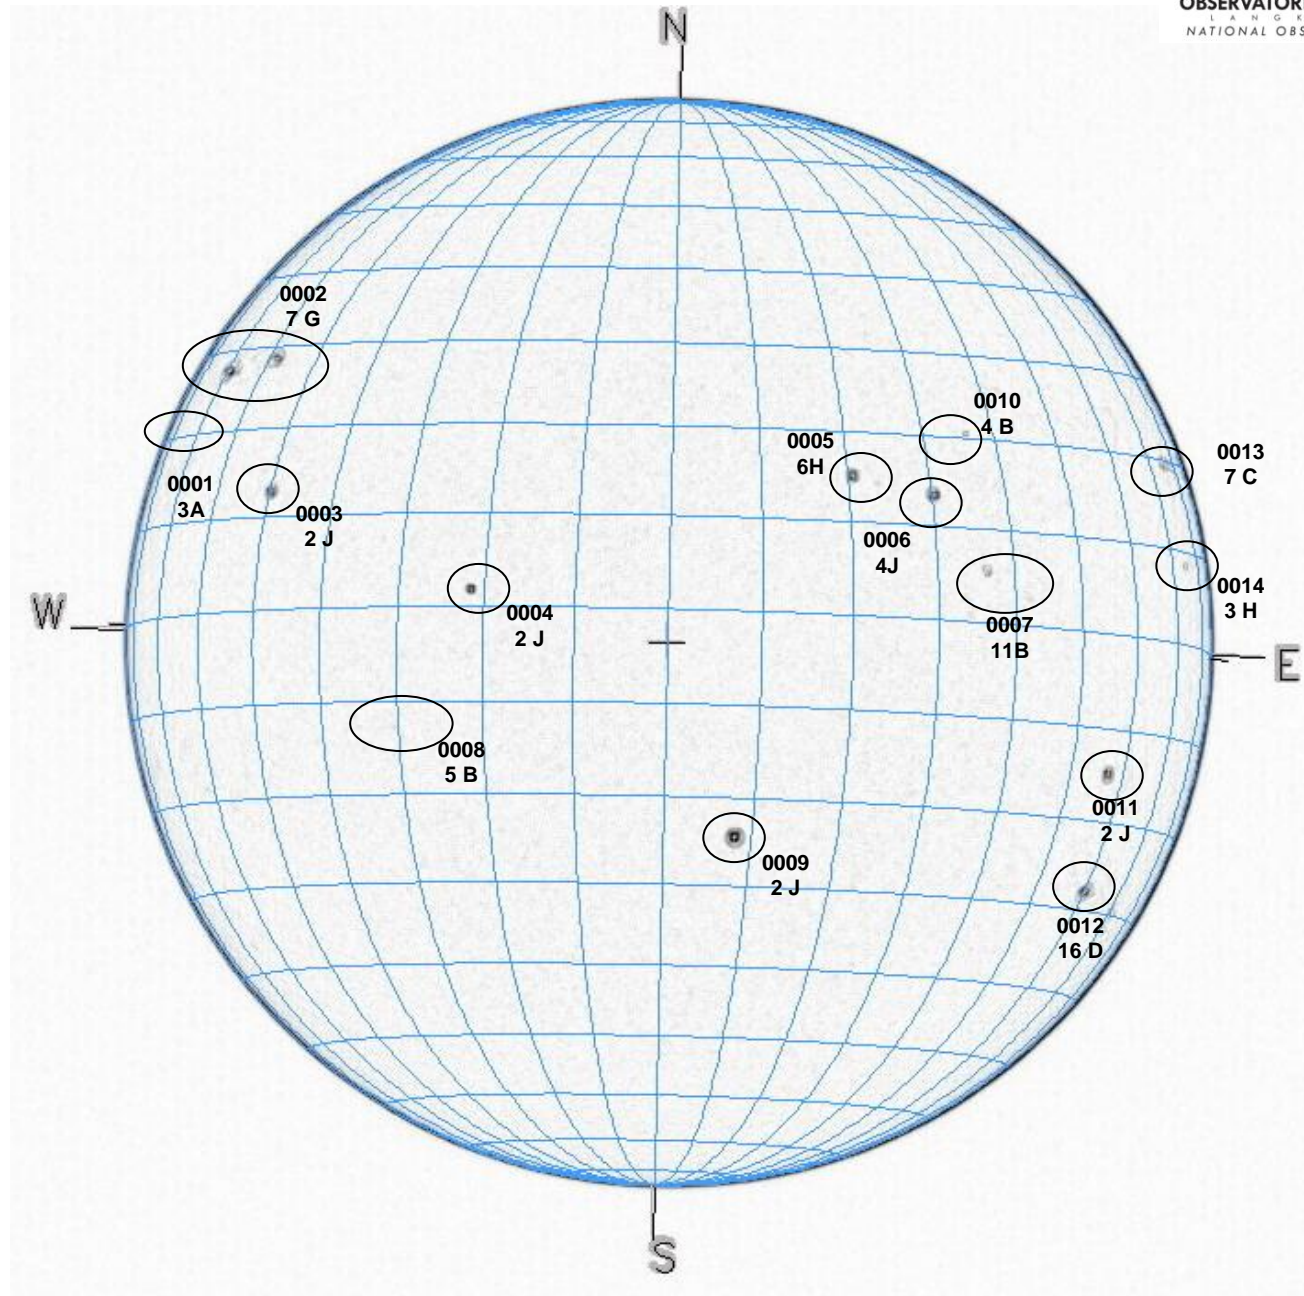 OBSERVATOR
L A N G K
NATIONAL OBS
N
0002
7 G
0010
4 B
0005
6H
0013
7 C
0001
3A
0003
2 J
0006
4J
0014
3 H
W
0004
2 J
0007
11B
E
0008
5 B
0011
2 J
0009
2 J
0012
16 D
S